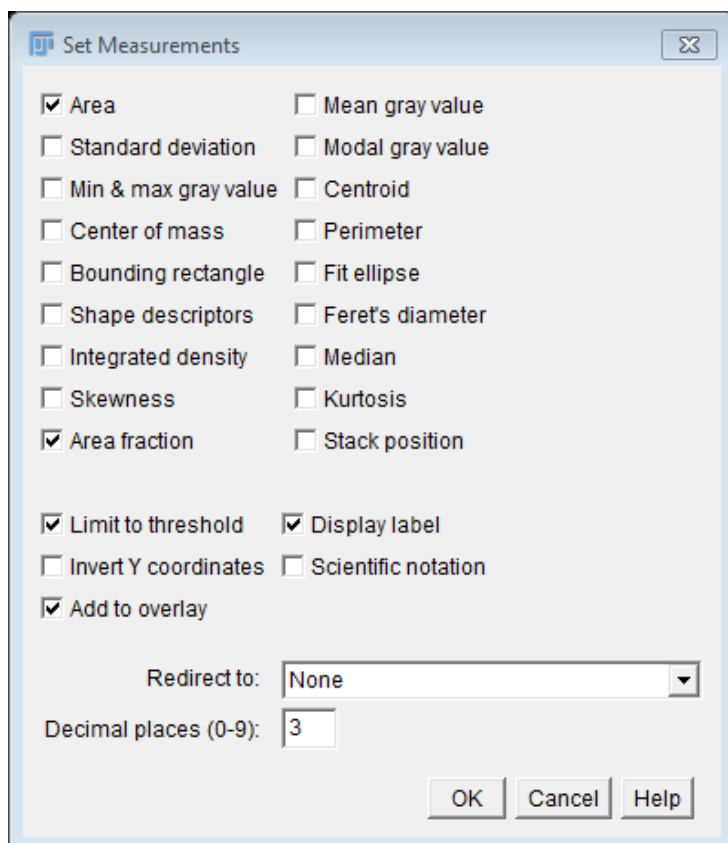 Set Measurements
Area Mean gray value
Standard deviation Modal gray value
Min & max gray value Centroid
Center of mass Perimeter
Bounding rectangle Fit ellipse
Shape descriptors Feret's diameter
Integrated density Median
Skewness Kurtosis
Area fraction Stack position
Limit to threshold Display label
Invert Y coordinates Scientific notation
Add to overlay
Redirect to: None
Decimal places (0-9): 3
OK Cancel Help